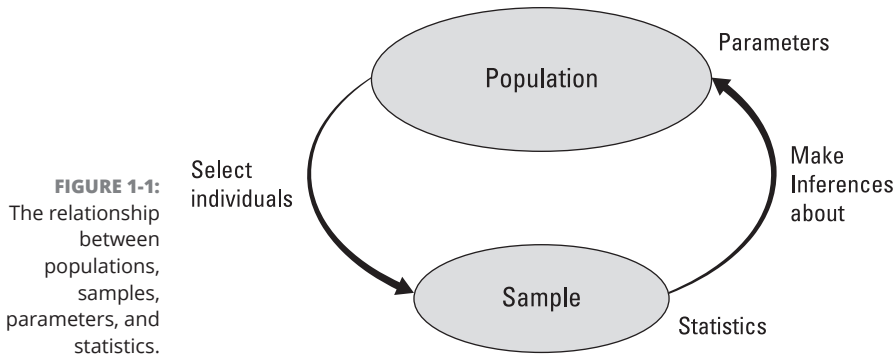 FIGURE 1-1:
The relationship
between
populations,
samples,
parameters, and
statistics.
Population
Parameters
Select
individuals
Make
Inferences
about
Sample
Statistics